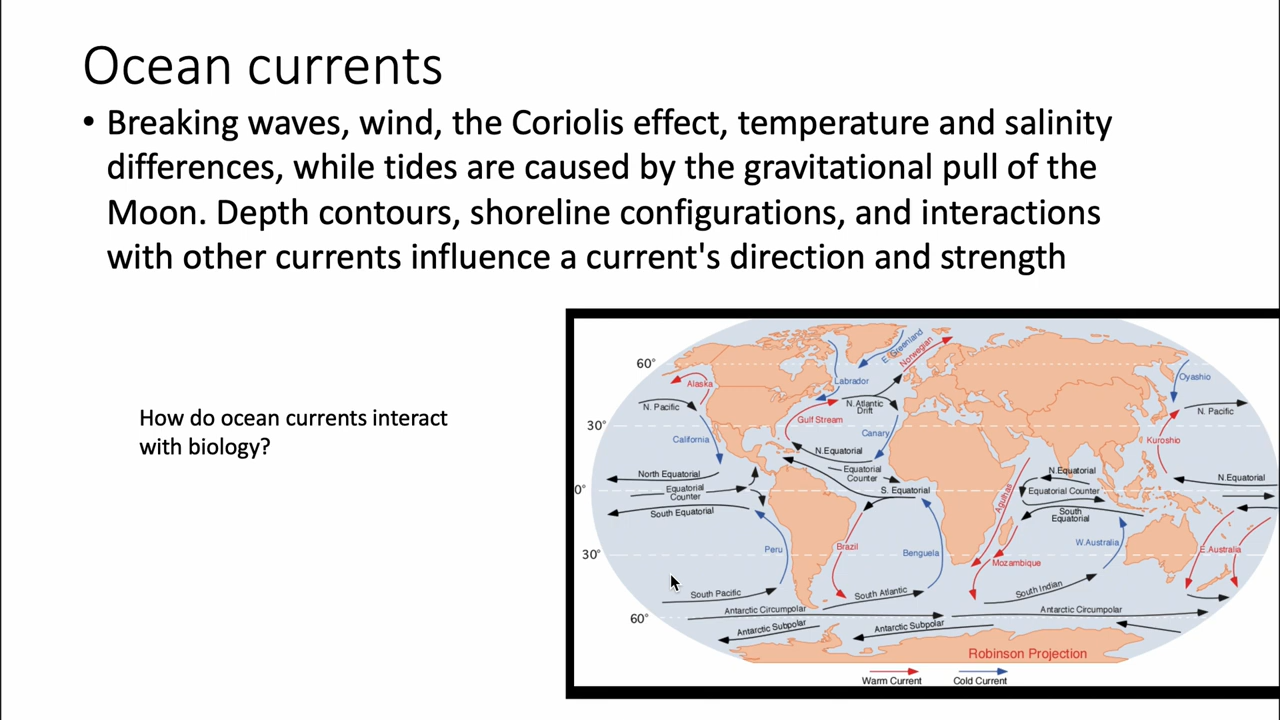 Ocean currents
• Breaking waves, wind, the Coriolis effect, temperature and salinity
differences, while tides are caused by the gravitational pull of the
Moon. Depth contours, shoreline configurations, and interactions
with other currents influence a current's direction and strength
How do ocean currents interact
with biology?
60°
30°
0°
30°
60°
Alaska
N. Pacific
California
North Equatorial
Equatorial
Counter
South Equatorial
Peru
South Pacific
Antarctic Circumpolar
Antarctic Subpolar
Labrador
E. Greenland
Norwegian
N. Atlantic
Drift
Gulf Stream
Canary
N.Equatorial
Equatorial
Counter
S. Equatorial
Brazil
Benguela
South Atlantic
Antarctic Subpolar
Agulhas
Mozambique
N.Equatorial
Equatorial Counter
South
Equatorial
W.Australia
South Indian
Antarctic Circumpolar
Oyashio
N. Pacific
Kuroshio
N.Equatorial
E.Australia
Robinson Projection
Warm Current
Cold Current